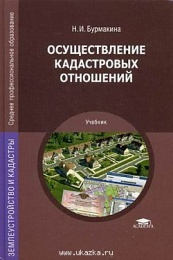 Среднее профессиональное образование
ЗЕМЛЕУСТРОЙСТВО И КАДАСТРЫ
Н. И. Бурмакина
ОСУЩЕСТВЛЕНИЕ
КАДАСТРОВЫХ
ОТНОШЕНИЙ
Учебник
www.ukazka.ru